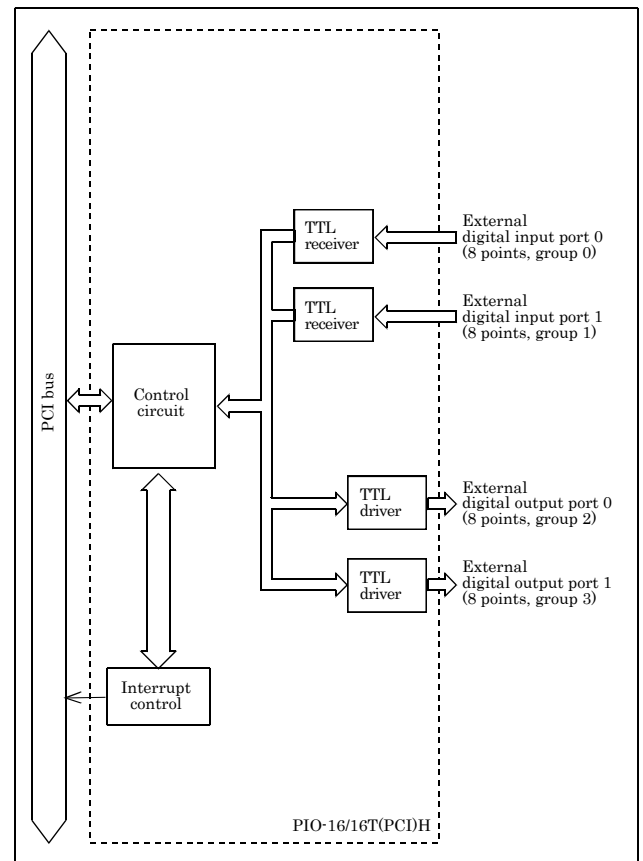 TTL
receiver
External
digital input port 0
(8 points, group 0)
TTL
receiver
External
digital input port 1
(8 points, group 1)
PCI bus
Control
circuit
TTL
driver
External
digital output port 0
(8 points, group 2)
TTL
driver
External
digital output port 1
(8 points, group 3)
Interrupt
control
PIO-16/16T(PCI)H